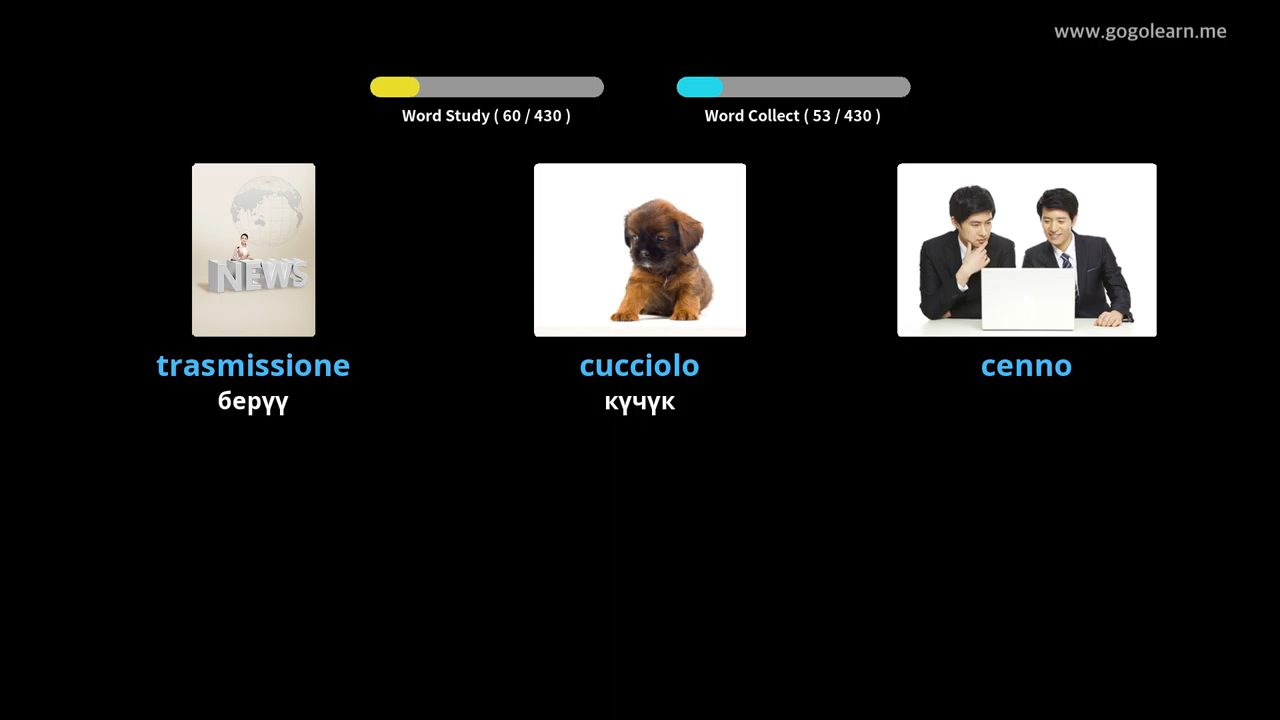 www.gogolearn.me
Word Study ( 60 / 430 )
Word Collect ( 53 / 430 )
NEWS
trasmissione
cucciolo
cenno
берүү
күчүк